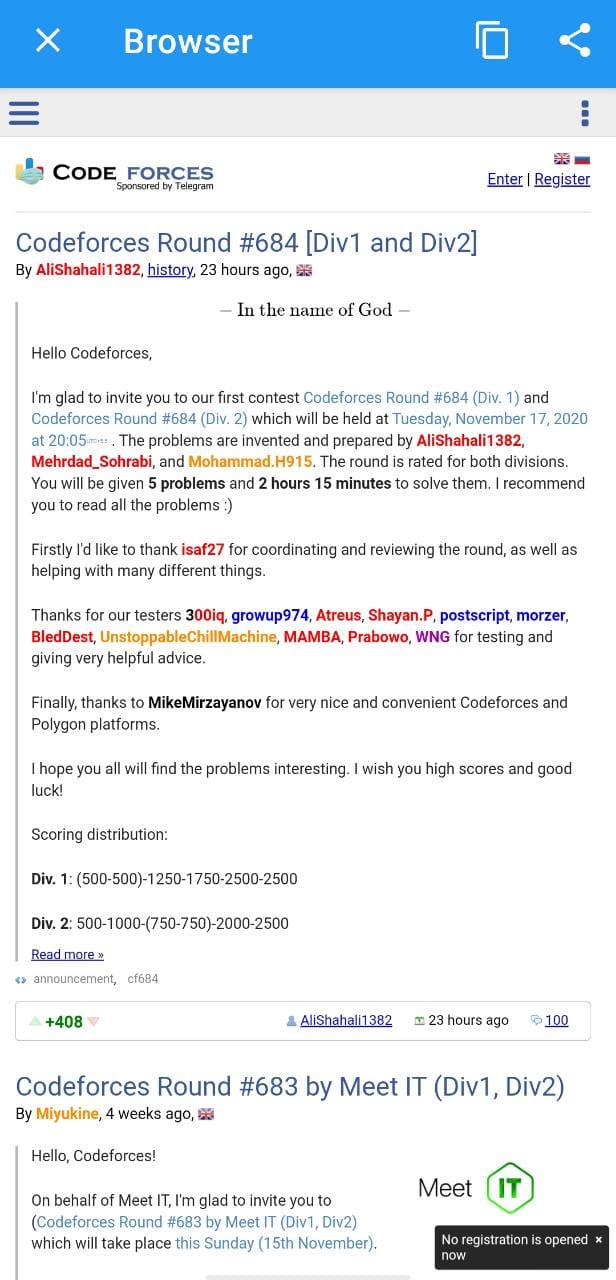 Browser
CODE FORCES
Sponsored by Telegram
Enter | Register
Codeforces Round #684 [Div1 and Div2]
By AliShahali1382, history, 23 hours ago,
– In the name of God –
Hello Codeforces,
I'm glad to invite you to our first contest Codeforces Round #684 (Div. 1) and
Codeforces Round #684 (Div. 2) which will be held at Tuesday, November 17, 2020
at 20:05UTC+5.5 . The problems are invented and prepared by AliShahali1382,
Mehrdad_Sohrabi, and Mohammad.H915. The round is rated for both divisions.
You will be given 5 problems and 2 hours 15 minutes to solve them. I recommend
you to read all the problems :)
Firstly I'd like to thank isaf27 for coordinating and reviewing the round, as well as
helping with many different things.
Thanks for our testers 300iq, growup974, Atreus, Shayan.P, postscript, morzer,
BledDest, UnstoppableChillMachine, MAMBA, Prabowo, WNG for testing and
giving very helpful advice.
Finally, thanks to MikeMirzayanov for very nice and convenient Codeforces and
Polygon platforms.
I hope you all will find the problems interesting. I wish you high scores and good
luck!
Scoring distribution:
Div. 1: (500-500)-1250-1750-2500-2500
Div. 2: 500-1000-(750-750)-2000-2500
Read more »
announcement, cf684
+408
AliShahali1382
23 hours ago
100
Codeforces Round #683 by Meet IT (Div1, Div2)
By Miyukine, 4 weeks ago,
Hello, Codeforces!
Meet IT
On behalf of Meet IT, I'm glad to invite you to
(Codeforces Round #683 by Meet IT (Div1, Div2)
which will take place this Sunday (15th November).
No registration is opened ×
now